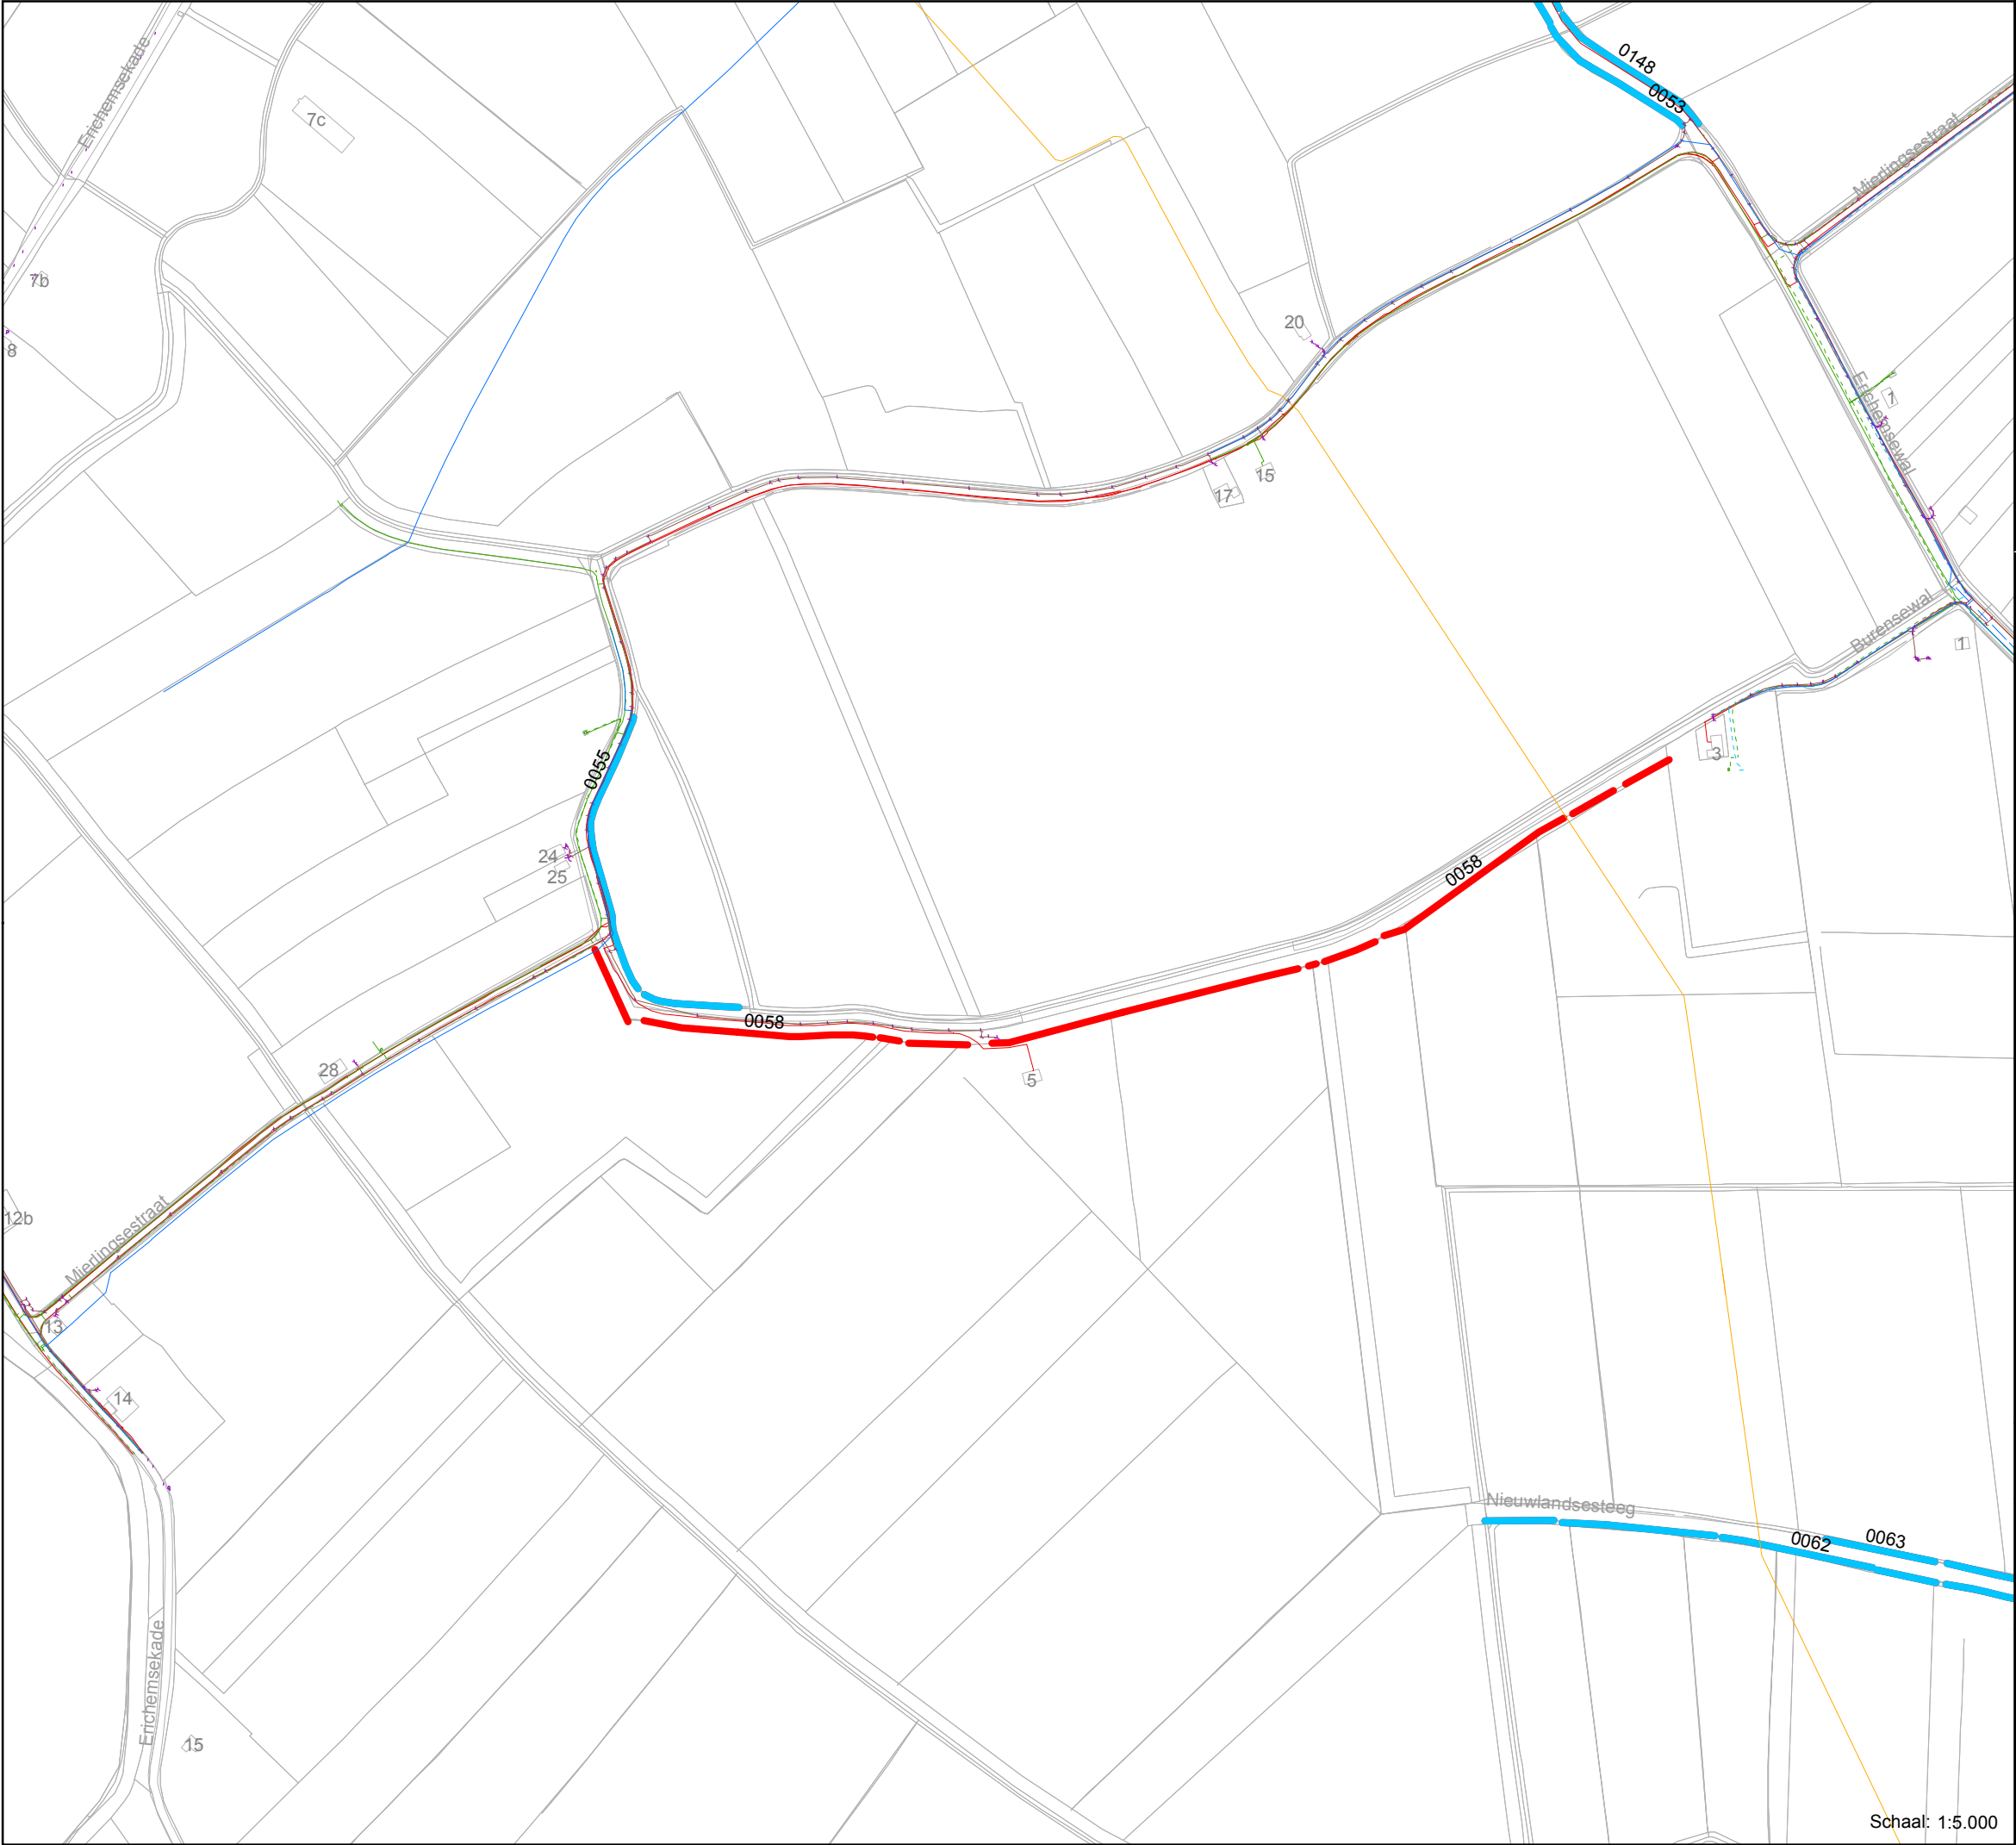 Erichemsekade
7c
0148
0053
Mierlingsestraat
7b
8
20
Erichemsewal
1
15
17
Burensewal
1
3
0055
24
25
0058
0058
28
5
12b
Mierlingsestraat
13
14
Nieuwlandsesteeg
0062
0063
Erichemsekade
15
Schaal: 1:5.000